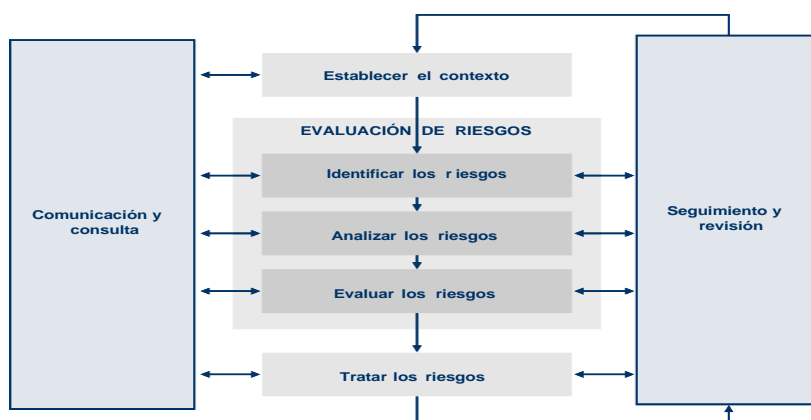 Establecer el contexto
EVALUACIÓN DE RIESGOS
Identificar los r iesgos
Comunicación y
consulta
Analizar los riesgos
Seguimiento y
revisión
Evaluar los riesgos
Tratar los riesgos